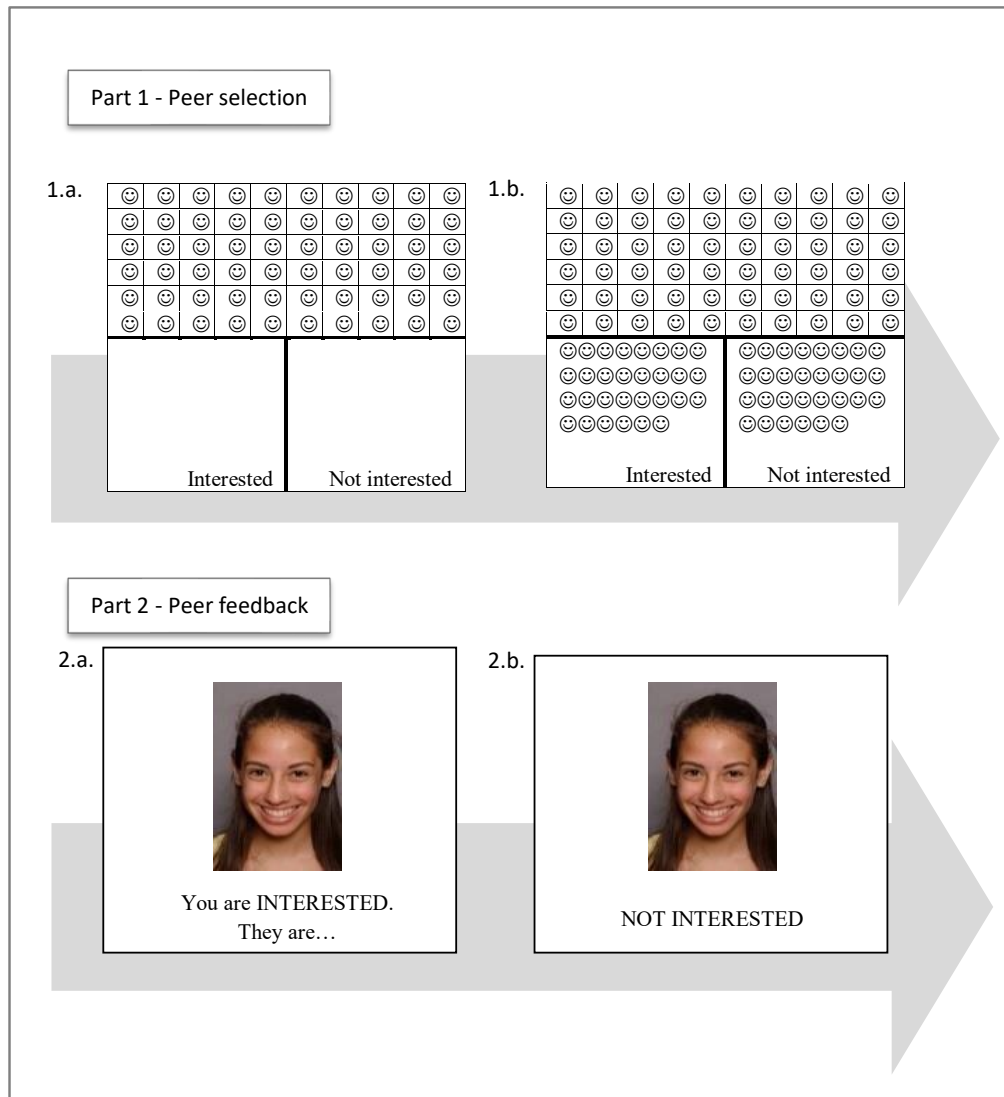 Part 1 - Peer selection
1.a.
1.b.
Interested
Not interested
Interested
Not interested
Part 2 - Peer feedback
2.a.
2.b.
You are INTERESTED.
They are…
NOT INTERESTED